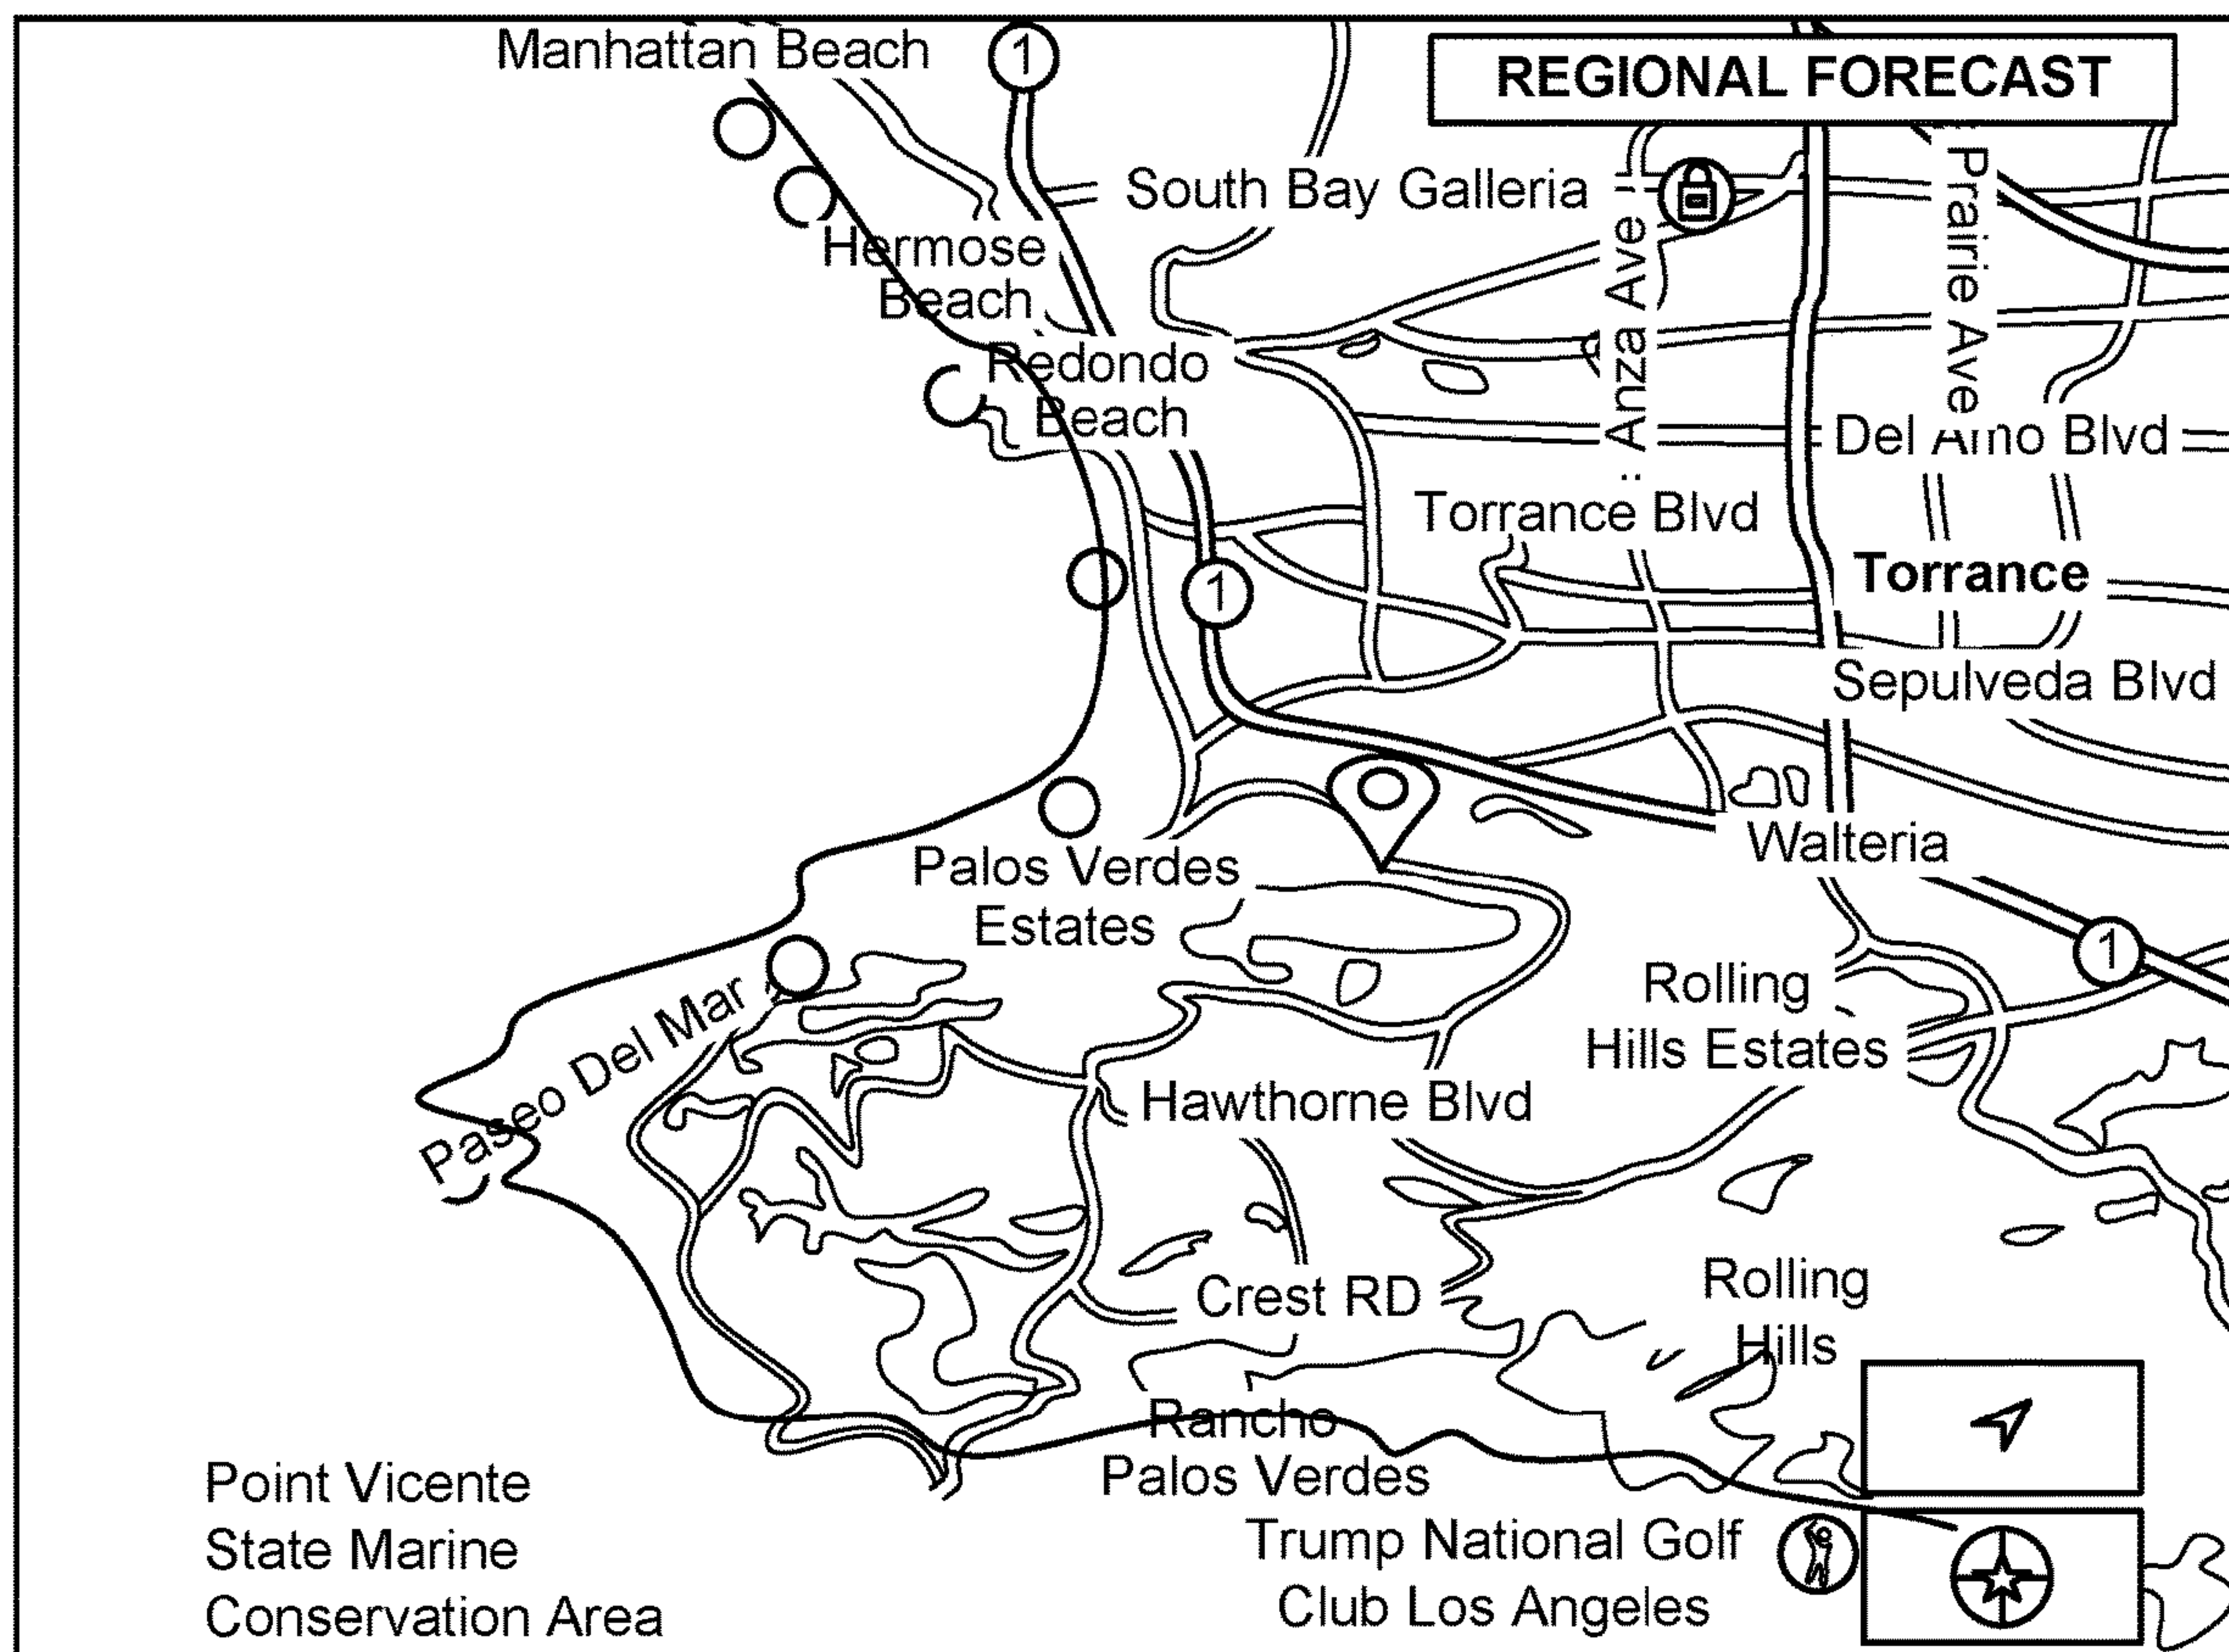 Manhattan Beach
1
REGIONAL FORECAST
South Bay Galleria
Prairie Ave
Hermose
Beach
Anza Ave
Redondo
Beach
Del Amo Blvd
Torrance Blvd
1
Torrance
Sepulveda Blvd
Walteria
Palos Verdes
Estates
1
Rolling
Hills Estates
Paseo Del Mar
Hawthorne Blvd
Crest RD
Rolling
Hills
Rancho
Palos Verdes
Point Vicente
State Marine
Conservation Area
Trump National Golf
Club Los Angeles